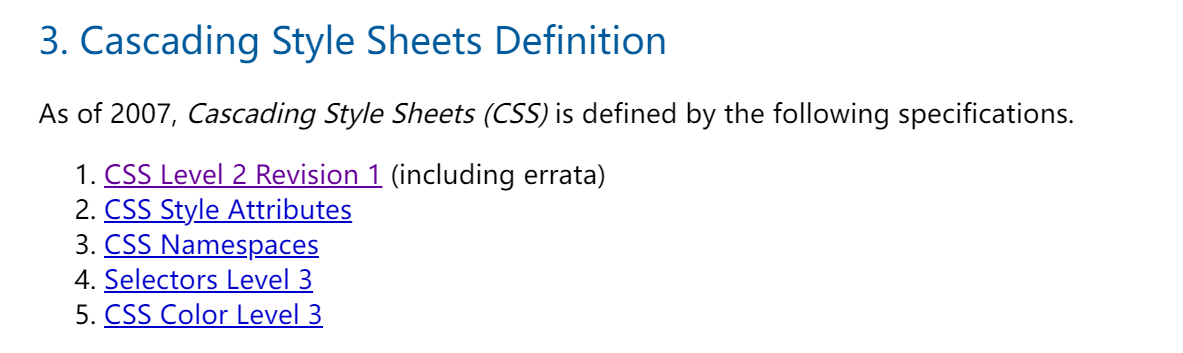 3. Cascading Style Sheets Definition
As of 2007, Cascading Style Sheets (CSS) is defined by the following specifications.
1. CSS Level 2 Revision 1 (including errata)
2. CSS Style Attributes
3. CSS Namespaces
4. Selectors Level 3
5. CSS Color Level 3